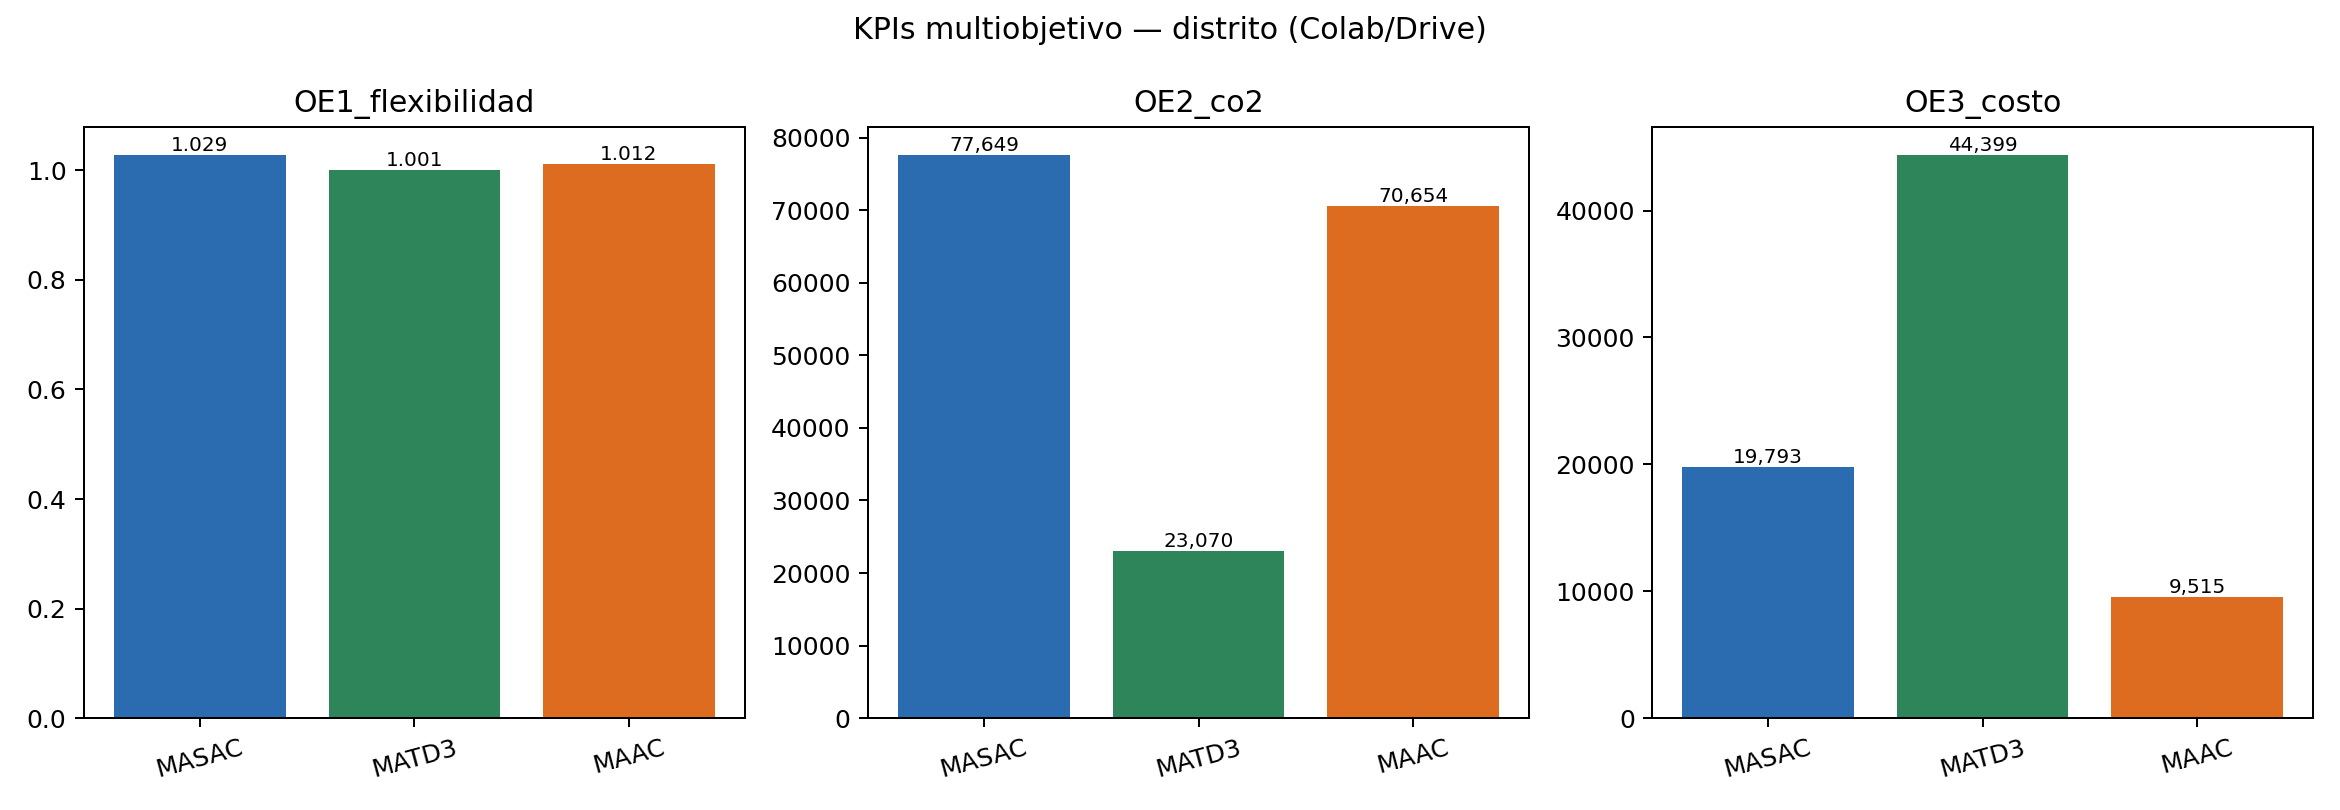 KPIs multiobjetivo — distrito (Colab/Drive)
OE1_flexibilidad
1.029
1.001
1.012
1.0
0.8
0.6
0.4
0.2
0.0
MASAC
MATD3
MAAC
OE2_co2
77,649
23,070
70,654
80000
70000
60000
50000
40000
30000
20000
10000
0
MASAC
MATD3
MAAC
OE3_costo
19,793
44,399
9,515
40000
30000
20000
10000
0
MASAC
MATD3
MAAC